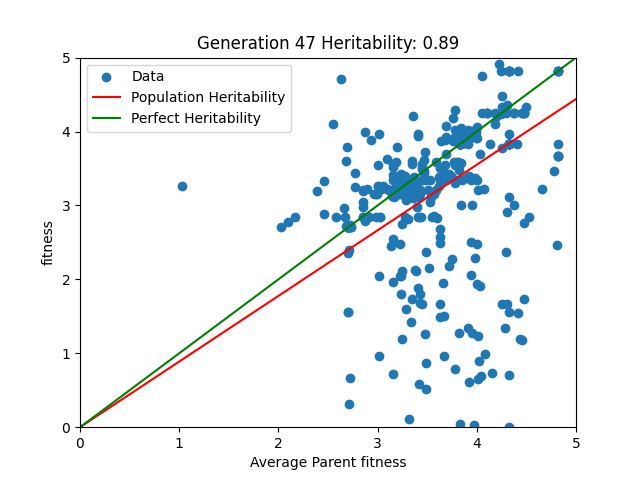 Generation 47 Heritability: 0.89
Data
Population Heritability
Perfect Heritability
5
4
3
2
1
0
fitness
0 1 2 3 4 5
Average Parent fitness